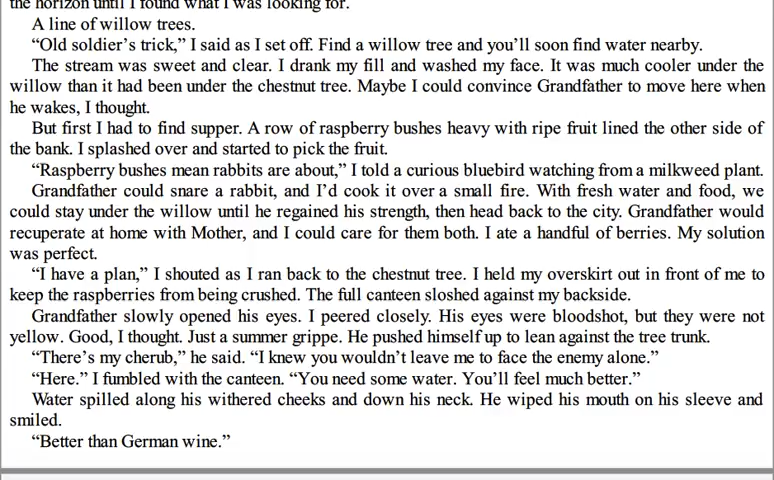 the horizon until I found what I was looking for.
A line of willow trees.
“Old soldier’s trick,” I said as I set off. Find a willow tree and you’ll soon find water nearby.
The stream was sweet and clear. I drank my fill and washed my face. It was much cooler under the
willow than it had been under the chestnut tree. Maybe I could convince Grandfather to move here when
he wakes, I thought.
But first I had to find supper. A row of raspberry bushes heavy with ripe fruit lined the other side of
the bank. I splashed over and started to pick the fruit.
“Raspberry bushes mean rabbits are about,” I told a curious bluebird watching from a milkweed plant.
Grandfather could snare a rabbit, and I’d cook it over a small fire. With fresh water and food, we
could stay under the willow until he regained his strength, then head back to the city. Grandfather would
recuperate at home with Mother, and I could care for them both. I ate a handful of berries. My solution
was perfect.
“I have a plan,” I shouted as I ran back to the chestnut tree. I held my overskirt out in front of me to
keep the raspberries from being crushed. The full canteen sloshed against my backside.
Grandfather slowly opened his eyes. I peered closely. His eyes were bloodshot, but they were not
yellow. Good, I thought. Just a summer grippe. He pushed himself up to lean against the tree trunk.
“There’s my cherub,” he said. “I knew you wouldn’t leave me to face the enemy alone.”
“Here.” I fumbled with the canteen. “You need some water. You’ll feel much better.”
Water spilled along his withered cheeks and down his neck. He wiped his mouth on his sleeve and
smiled.
“Better than German wine.”